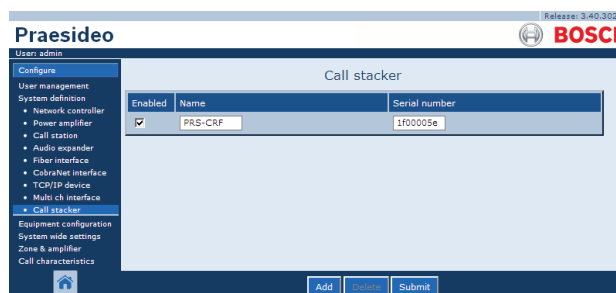 Release: 3.40.302
Praesideo
BOSCH
User: admin
Configure
User management
System definition
• Network controller
• Power amplifier
• Call station
• Audio expander
• Fiber interface
• CobraNet interface
• TCP/IP device
• Multi ch interface
• Call stacker
Equipment configuration
System wide settings
Zone & amplifier
Call characteristics
Call stacker
Enabled Name Serial number
PRS-CRF 1f00005e
Add Delete Submit